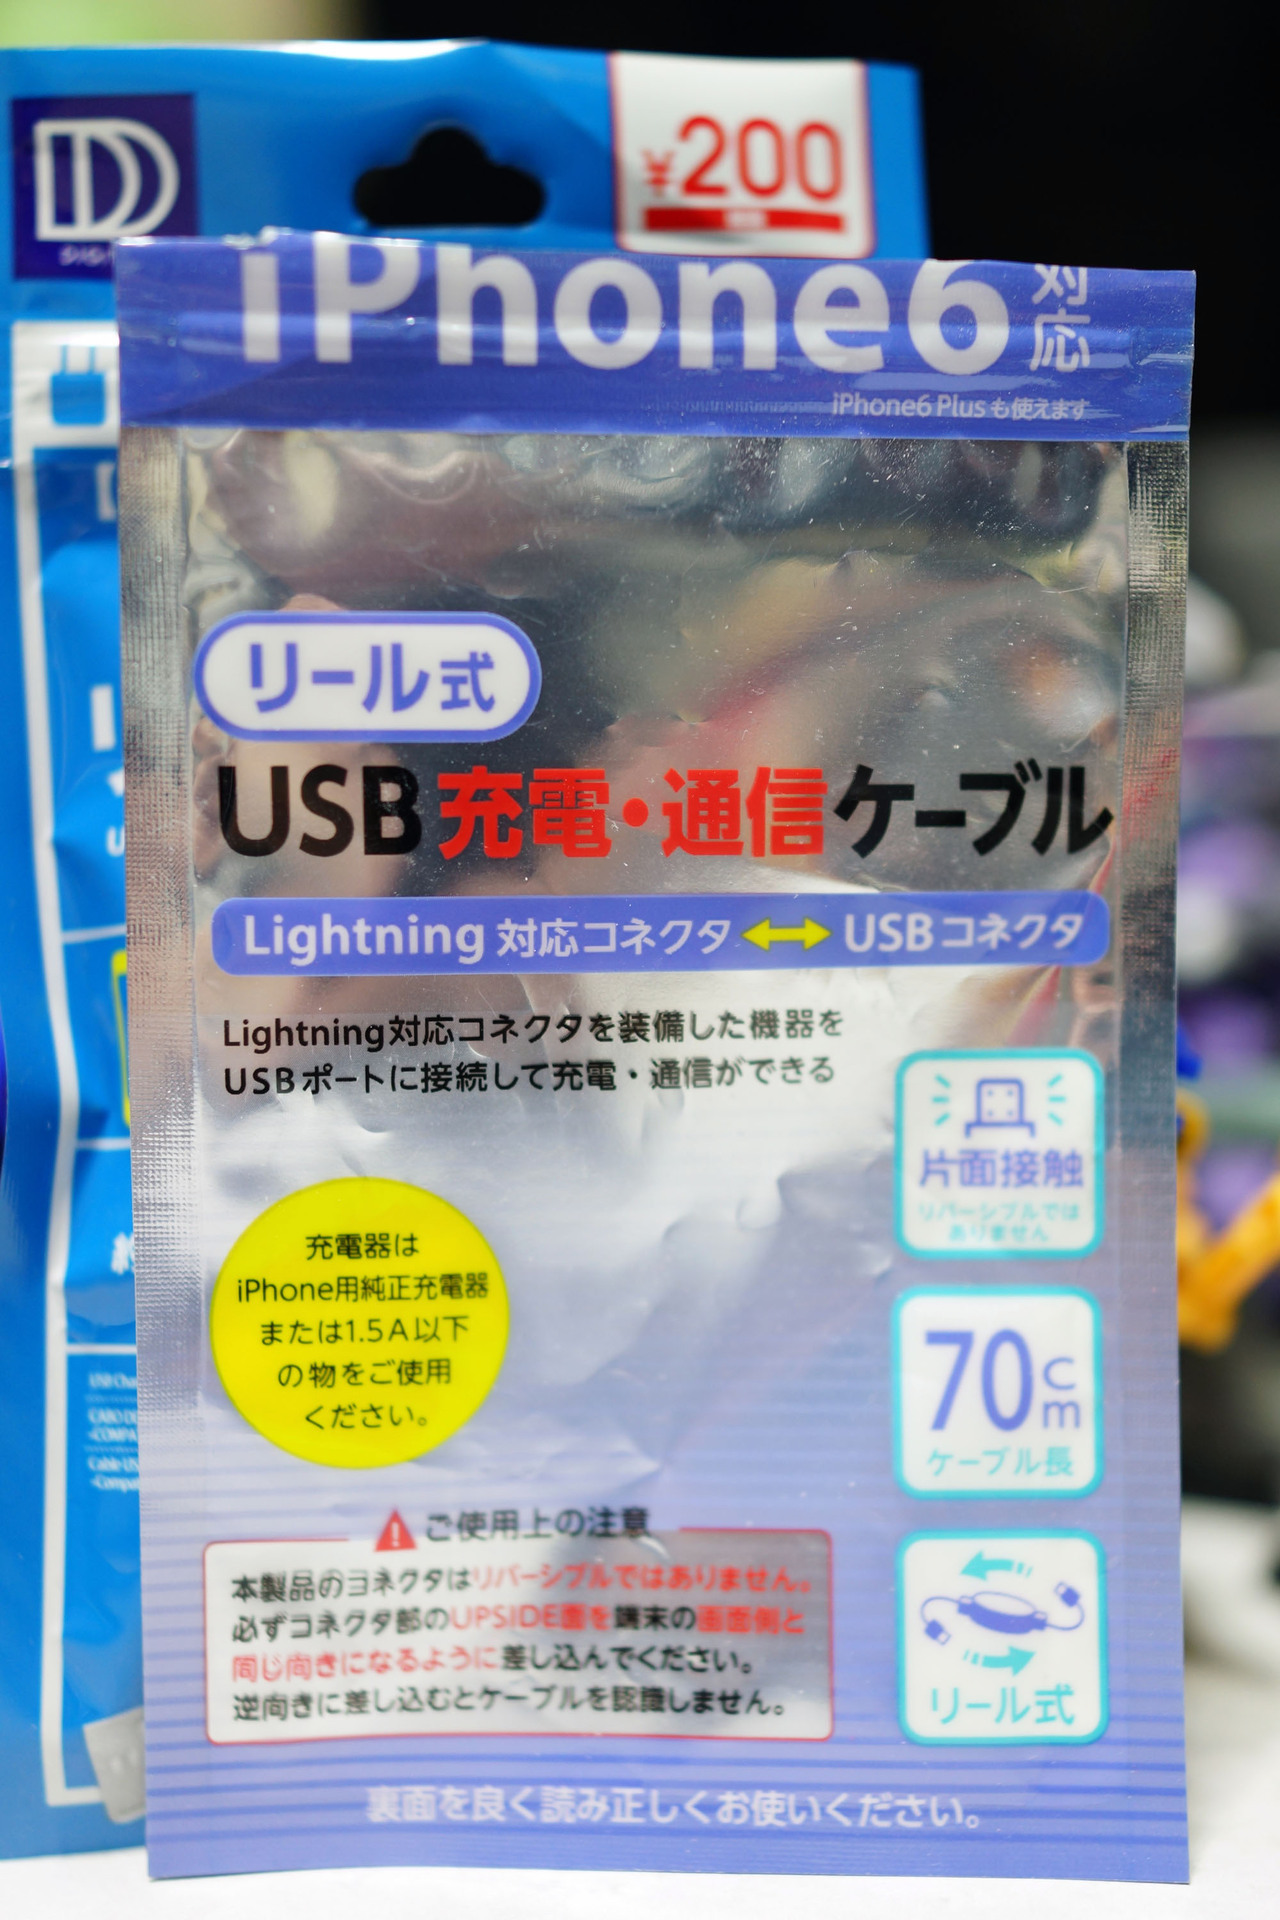 ¥200
iPhone6対応
iPhone6 Plusも使えます
リール式
USB充電・通信ケーブル
Lightning対応コネクタ↔USBコネクタ
Lightning対応コネクタを装備した機器を
USBポートに接続して充電・通信ができる
片面接触
リバーシブルでは
ありません
充電器は
iPhone用純正充電器
または1.5A以下
の物をご使用
ください。
70cm
ケーブル長
ご使用上の注意
本製品のコネクタはリバーシブルではありません。
必ずコネクタ部のUPSIDE面を端末の画面側と
同じ向きになるように差し込んでください。
逆向きに差し込むとケーブルを認識しません。
リール式
裏面を良く読み正しくお使いください。